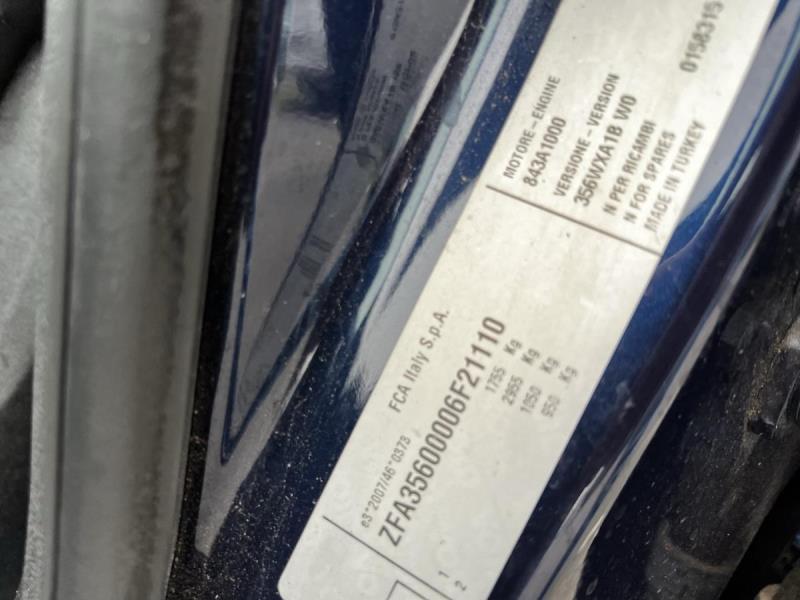 FCA Italy S.p.A.
e3*2007/46*0373
ZFA35600006F21110
1755 Kg
2955 Kg
1 1050 Kg
2 950 Kg
MOTORE - ENGINE
843A1000
VERSIONE - VERSION
356WXA1B W0
N PER RICAMBI
N FOR SPARES
MADE IN TURKEY
0158315